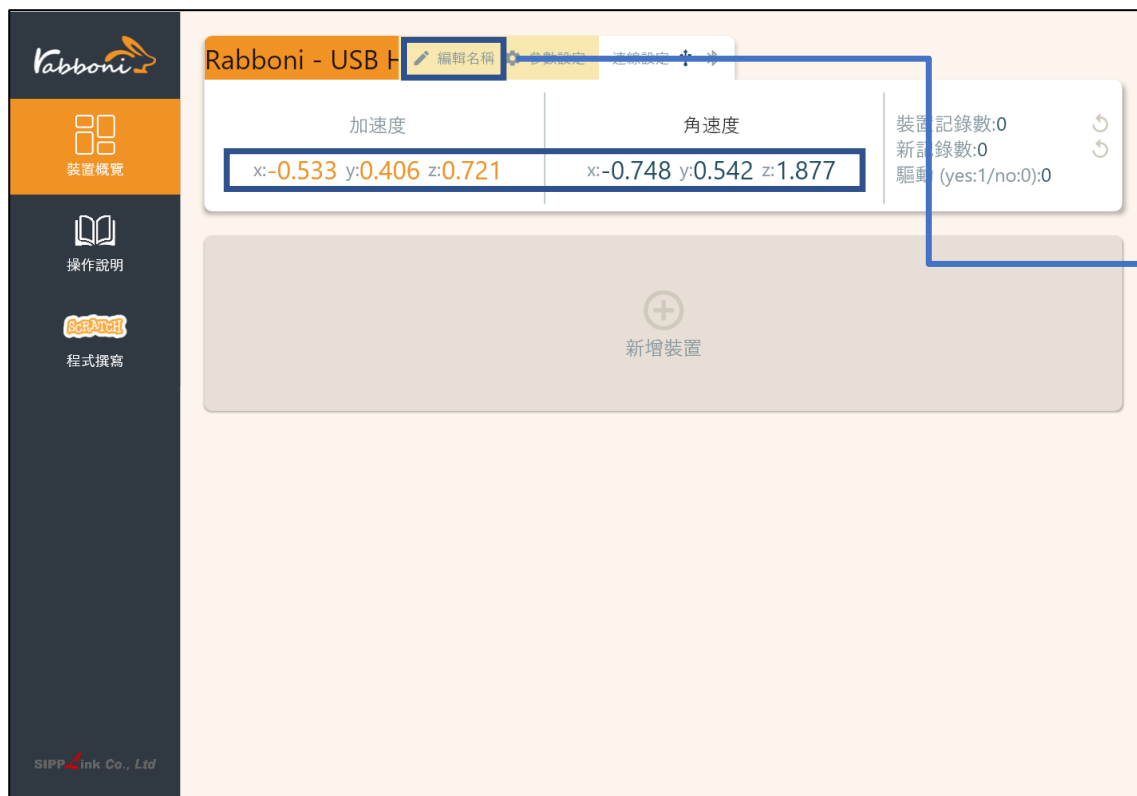 rabboni
裝置概覽
操作說明
SCRATCH
程式撰寫
SIPPLink Co., Ltd
Rabboni - USB H
編輯名稱
參數設定
連線設定
加速度
x:-0.533 y:0.406 z:0.721
角速度
x:-0.748 y:0.542 z:1.877
裝置記錄數:0
新記錄數:0
驅動 (yes:1/no:0):0
新增裝置